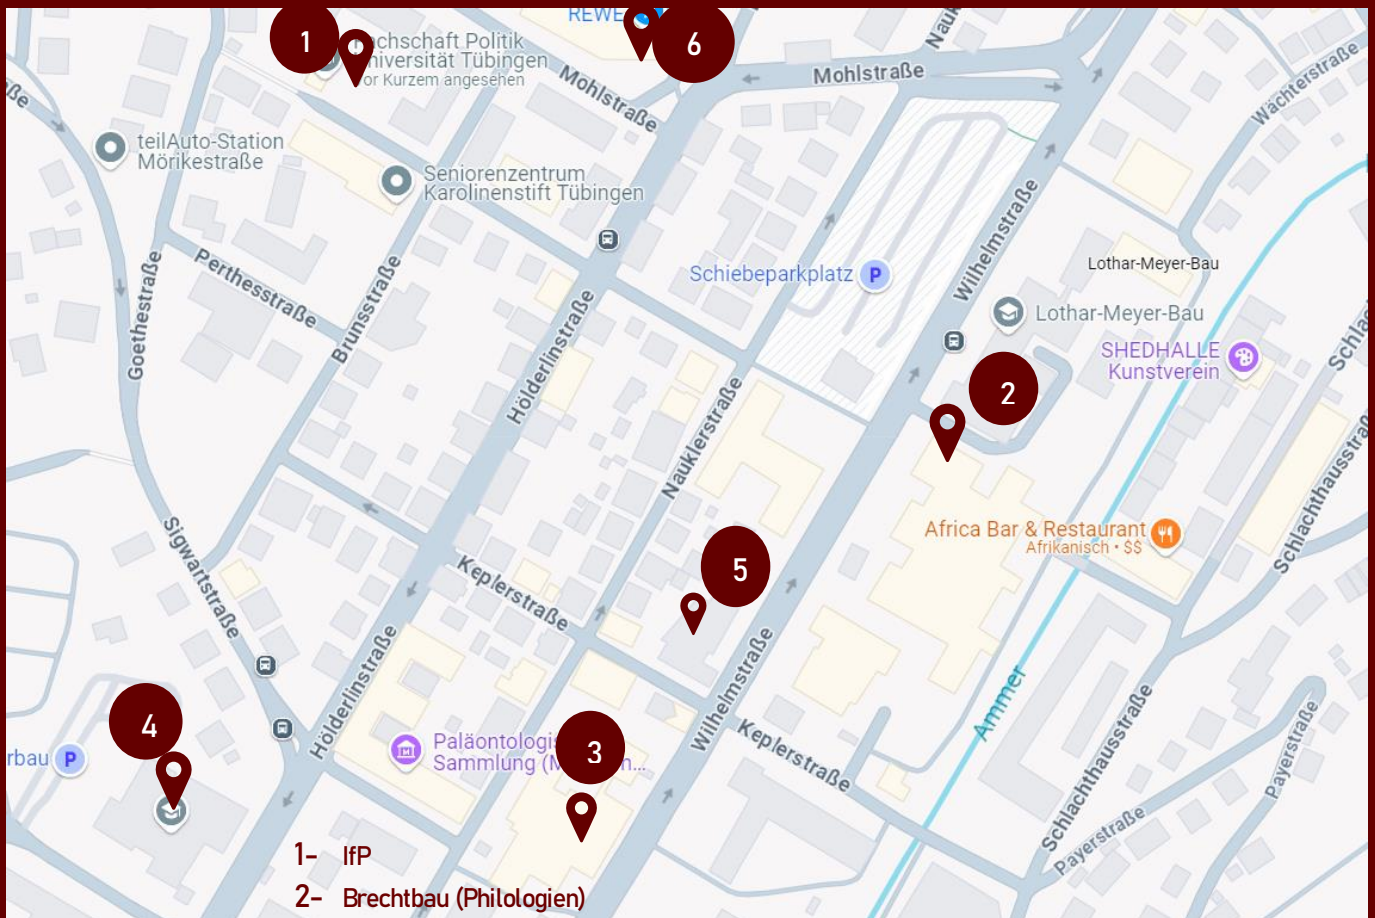 REWE
1
6
Fachschaft Politik
Universität Tübingen
vor Kurzem angesehen
Mohlstraße
Mohlstraße
Wächterstraße
teilAuto-Station
Mörikestraße
Seniorenzentrum
Karolinenstift Tübingen
Perthesstraße
Goethestraße
Brunsstraße
Hölderlinstraße
Schiebeparkplatz
P
Wilhelmstraße
Lothar-Meyer-Bau
Lothar-Meyer-Bau
SHEDHALLE
Kunstverein
2
Nauklerstraße
Schlachthausstraße
Africa Bar & Restaurant
Afrikanisch • $$
Sigwartstraße
Keplerstraße
5
Hölderlinstraße
Wilhelmstraße
Ammer
Schlachthausstraße
Payerstraße
Payerstraße
Keplerstraße
4
rbau
P
Paläontologis
Sammlung (M n...
3
1- IfP
2- Brechtbau (Philologien)